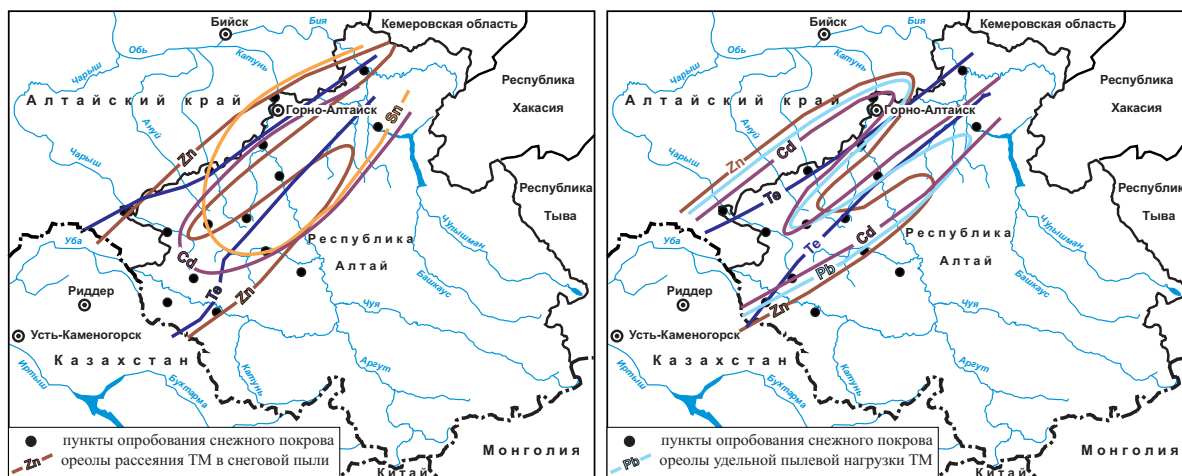 Бийск
Бия
Кемеровская область
Обь
Катунь
Чарыш
Республика
Хакасия
Алтайский край
Горно-Алтайск
Sn
Ануй
Zn
Чарыш
Республика
Тыва
Чулышман
Уба
Cd
Республика
Алтай
Башкаус
Te
Zn
Риддер
Чуя
Усть-Каменогорск
Казахстан
Аргут
Иртыш
Бухтарма
Катунь
пункты опробования снежного покрова
Zn ореолы рассеяния ТМ в снеговой пыли
Монголия
Китай
Бийск
Бия
Кемеровская область
Обь
Катунь
Чарыш
Республика
Хакасия
Алтайский край
Горно-Алтайск
Ануй
Zn
Cd
Чарыш
Te
Республика
Тыва
Чулышман
Уба
Te
Cd
Республика
Алтай
Pb
Башкаус
Zn
Риддер
Чуя
Усть-Каменогорск
Казахстан
Аргут
Иртыш
Бухтарма
Катунь
пункты опробования снежного покрова
Pb ореолы удельной пылевой нагрузки ТМ
Монголия
Китай